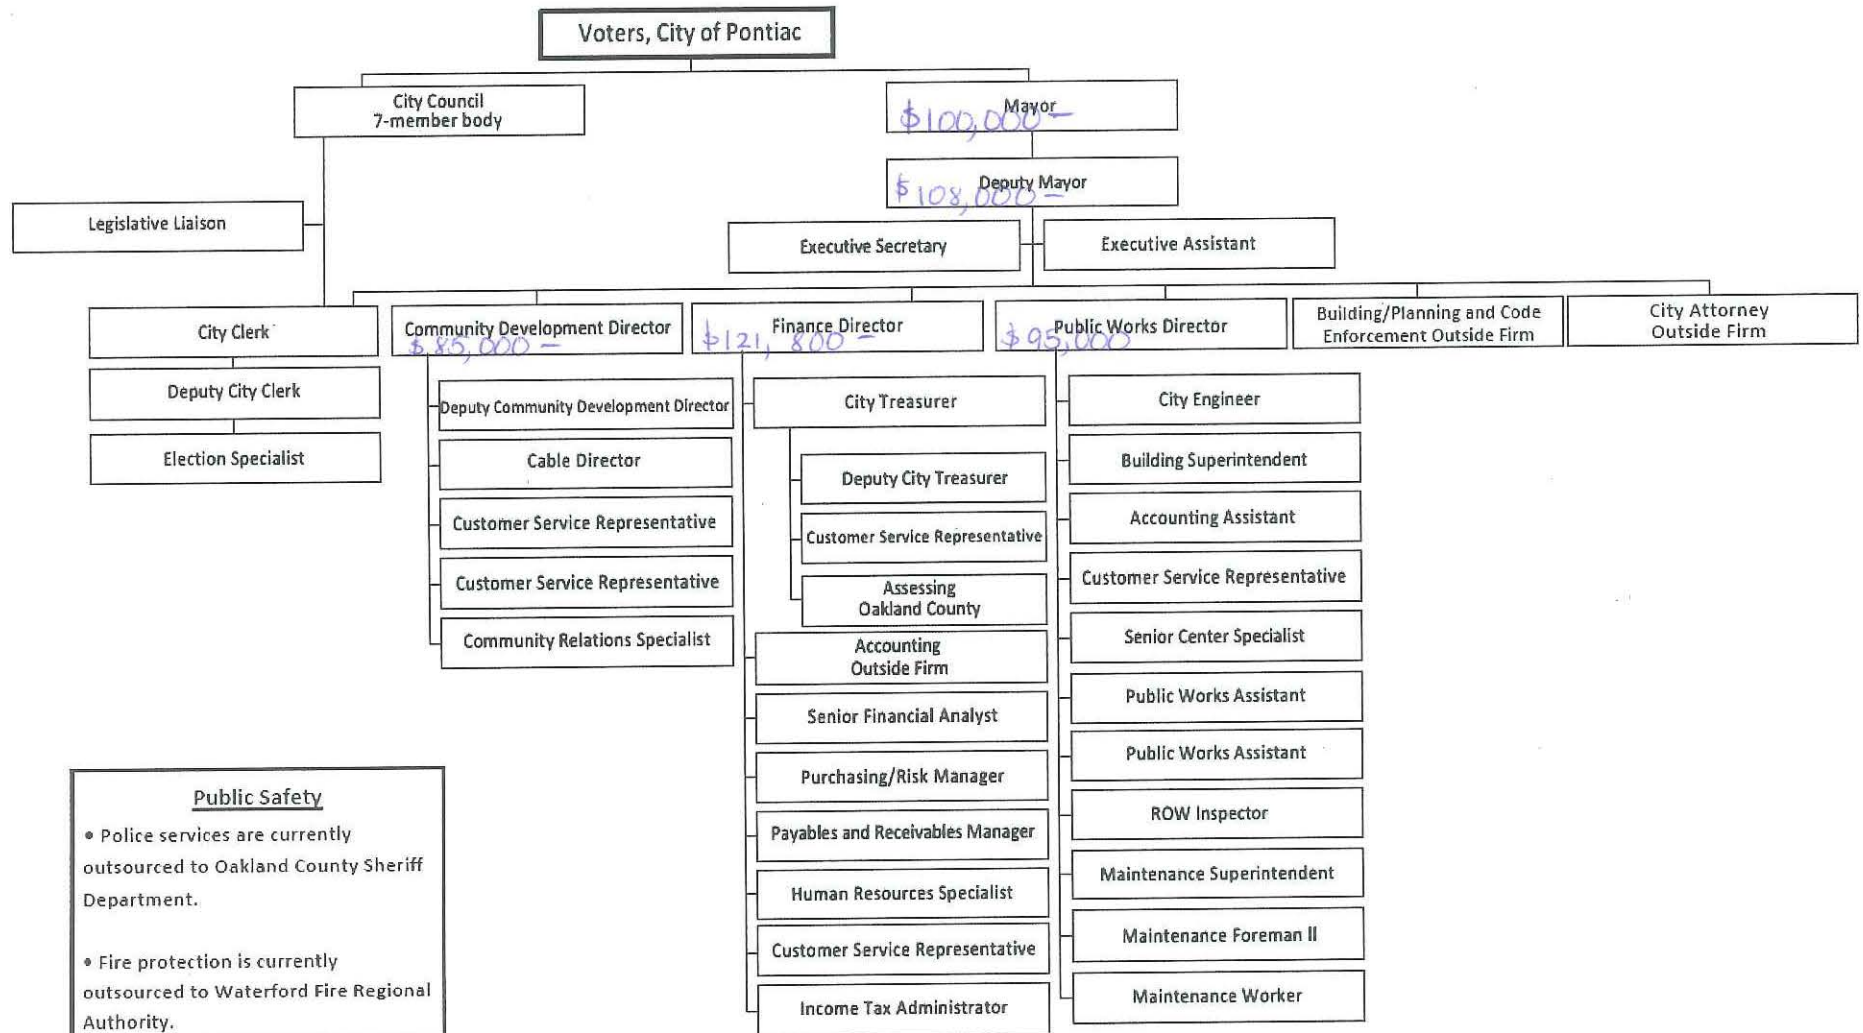 Voters, City of Pontiac
City Council
7-member body
Mayor
$100,000–
Deputy Mayor
$108,000–
Legislative Liaison
Executive Secretary
Executive Assistant
City Clerk
Community Development Director
$85,000–
Finance Director
$121,800–
Public Works Director
$95,000
Building/Planning and Code
Enforcement Outside Firm
City Attorney
Outside Firm
Deputy City Clerk
Election Specialist
Deputy Community Development Director
Cable Director
Customer Service Representative
Customer Service Representative
Community Relations Specialist
City Treasurer
Deputy City Treasurer
Customer Service Representative
Assessing
Oakland County
Accounting
Outside Firm
Senior Financial Analyst
Purchasing/Risk Manager
Payables and Receivables Manager
Human Resources Specialist
Customer Service Representative
Income Tax Administrator
City Engineer
Building Superintendent
Accounting Assistant
Customer Service Representative
Senior Center Specialist
Public Works Assistant
Public Works Assistant
ROW Inspector
Maintenance Superintendent
Maintenance Foreman II
Maintenance Worker
Public Safety
• Police services are currently
outsourced to Oakland County Sheriff
Department.
• Fire protection is currently
outsourced to Waterford Fire Regional
Authority.